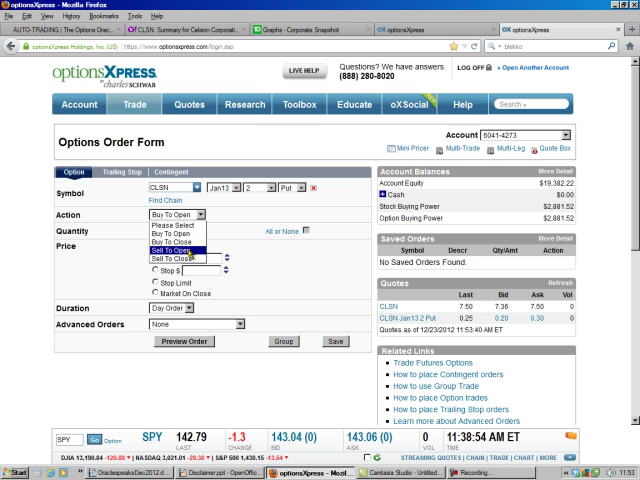 optionsXpress - Mozilla Firefox
File Edit View History Bookmarks Tools Help
AUTO-TRADING | The Options Orac... CLSN: Summary for Celsion Corporati... Graphs - Corporate Snapshot optionsXpress optionsXpress
optionsXpress Holdings, Inc. (US) https://www.optionsxpress.com/login.asp blekko
optionsXpress
by charles SCHWAB
LIVE HELP
Questions? We have answers.
(888) 280-8020
LOG OFF » Open Another Account
Account Trade Quotes Research Toolbox Educate oXSocial Help Search »
Options Order Form
Account 6041-4273
Mini Pricer Multi-Trade Multi-Leg Quote Box
Option Trailing Stop Contingent
Symbol CLSN Jan13 2 Put
Find Chain
Action Buy To Open
Please Select
Buy To Open
Buy To Close
Sell To Open
Sell To Close
Quantity All or None
Price
Stop $
Stop Limit
Market On Close
Duration Day Order
Advanced Orders None
Preview Order Group Save
Account Balances More Detail
Account Equity $19,382.22
Cash $0.00
Stock Buying Power $2,881.52
Option Buying Power $2,881.52
Saved Orders More Detail
Symbol Descr Qty/Amt Action
No Saved Orders Found.
Quotes Refresh
Last Bid Ask Vol
CLSN 7.50 7.36 7.50 0
CLSN Jan13 2 Put 0.25 0.20 0.30 0
Quotes as of 12/23/2012 11:53:40 AM ET
Related Links
Trade Futures Options
How to place Contingent orders
How to use Group Trade
How to place Option trades
How to place Trailing Stop orders
Learn more about Advanced Orders
SPY Go Option SPY 142.79 -1.3 143.04 (0) 143.06 (0) 0 11:38:54 AM ET
LAST CHANGE BID ASK VOL TIME
DJIA 13,190.84 -120.88 ▼ | NASDAQ 3,021.01 -29.38 ▼ | S&P 500 1,430.15 -13.54 ▼
STREAMING QUOTES | CHAIN | TRADE | CHART | MORE
Start OraclespeaksDec2012.d... Disclaimer.ppt - OpenOffic... optionsXpress - Mozil... Camtasia Studio - Untitled... Recording... 11:53